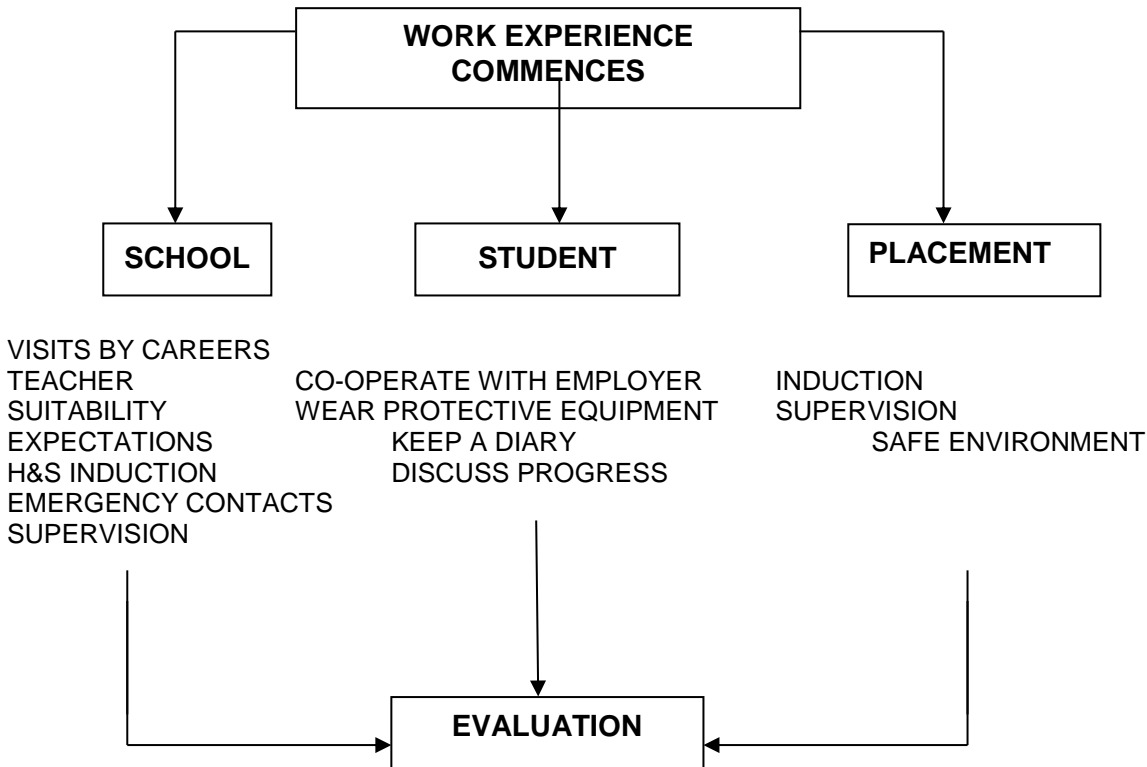 WORK EXPERIENCE
COMMENCES
SCHOOL
STUDENT
PLACEMENT
VISITS BY CAREERS
TEACHER
SUITABILITY
EXPECTATIONS
H&S INDUCTION
EMERGENCY CONTACTS
SUPERVISION
CO-OPERATE WITH EMPLOYER
WEAR PROTECTIVE EQUIPMENT
KEEP A DIARY
DISCUSS PROGRESS
INDUCTION
SUPERVISION
SAFE ENVIRONMENT
EVALUATION